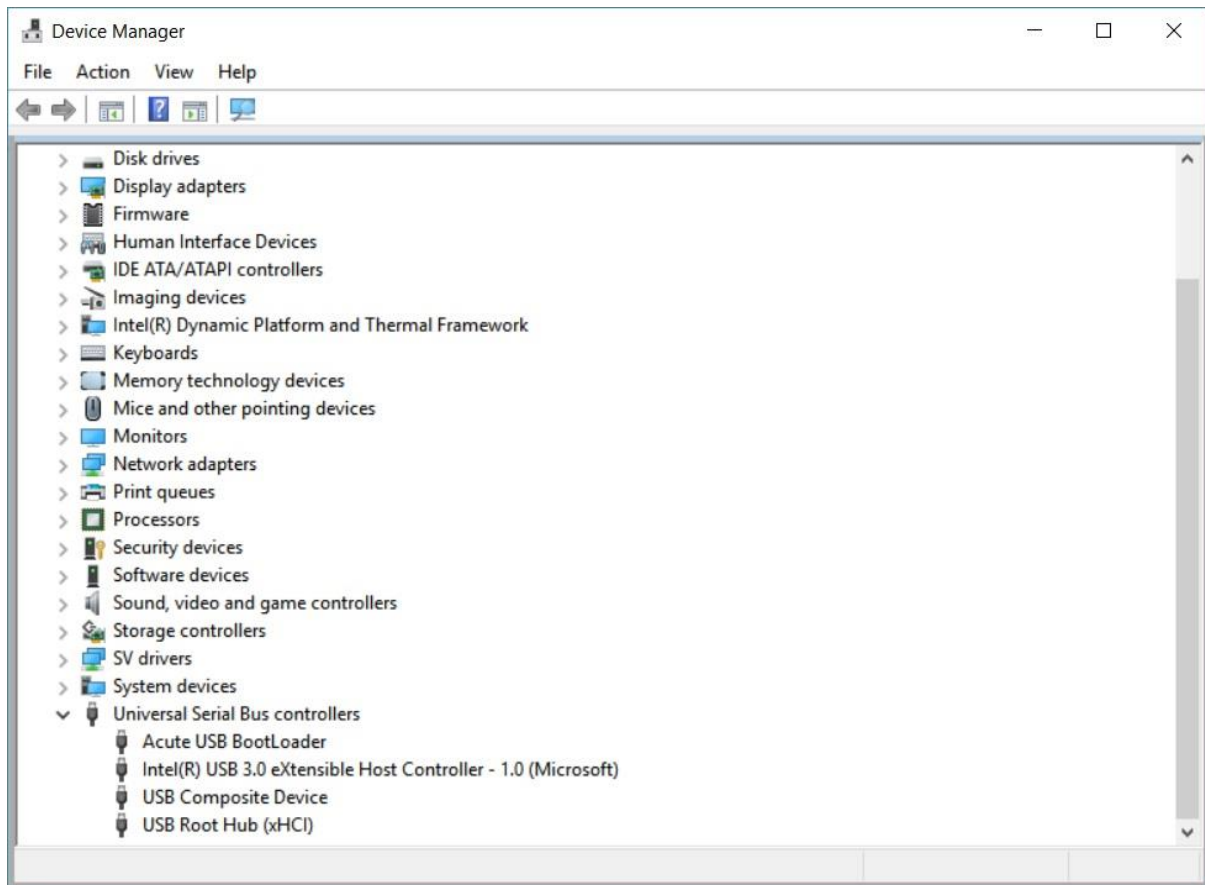 Device Manager
File Action View Help
Disk drives
Display adapters
Firmware
Human Interface Devices
IDE ATA/ATAPI controllers
Imaging devices
Intel(R) Dynamic Platform and Thermal Framework
Keyboards
Memory technology devices
Mice and other pointing devices
Monitors
Network adapters
Print queues
Processors
Security devices
Software devices
Sound, video and game controllers
Storage controllers
SV drivers
System devices
Universal Serial Bus controllers
Acute USB BootLoader
Intel(R) USB 3.0 eXtensible Host Controller - 1.0 (Microsoft)
USB Composite Device
USB Root Hub (xHCI)